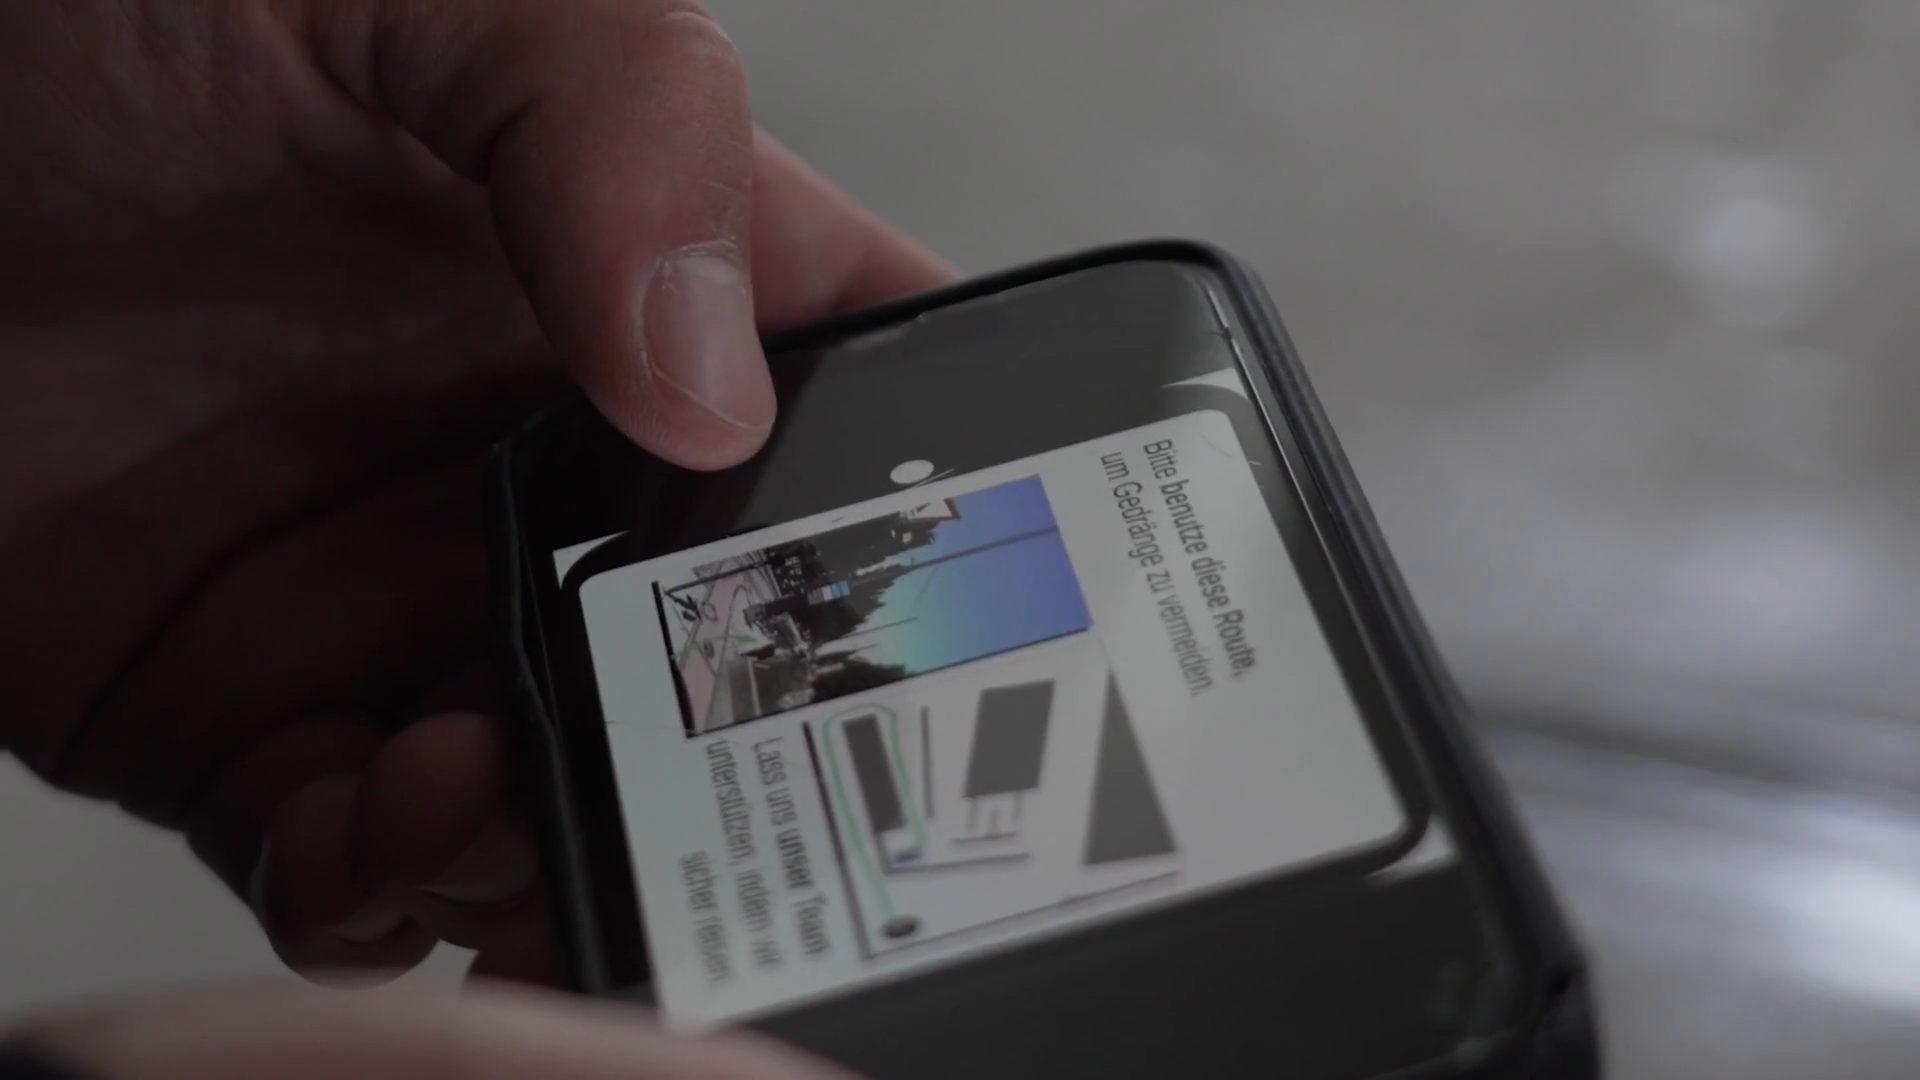 Bitte benutze diese Route,
um Gedränge zu vermeiden.
Lass uns unser Team
unterstützen, indem wir
sicher reisen